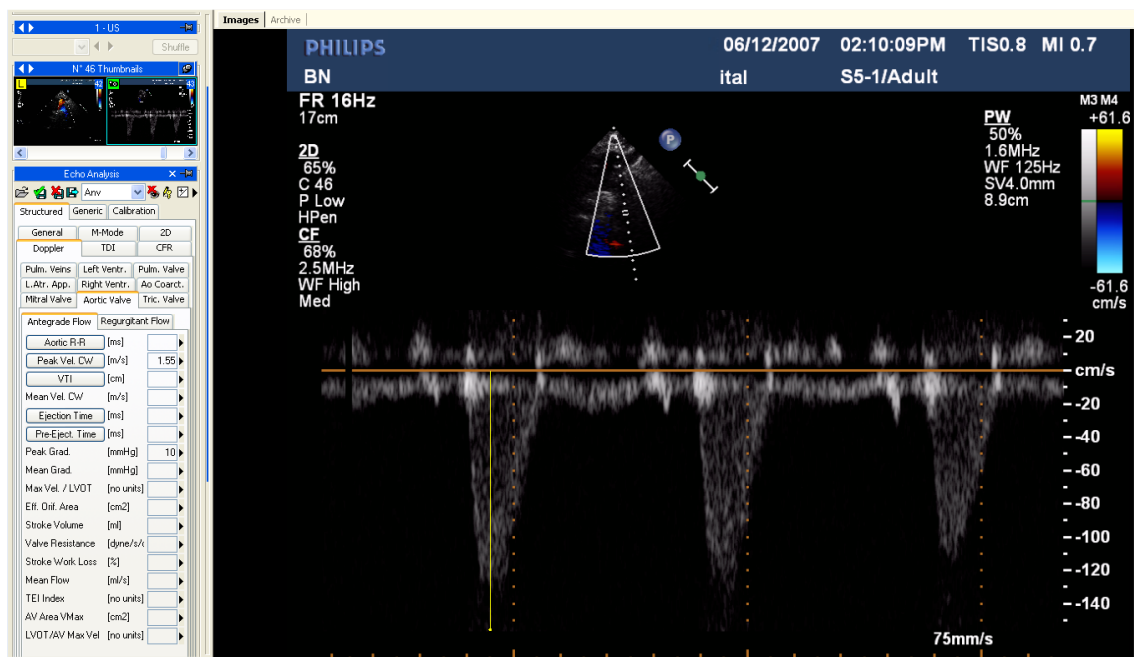 1 - US
Shuffle
N° 46 Thumbnails
L
42
43
Echo Analysis
Anv
Structured Generic Calibration
General M-Mode 2D
Doppler TDI CFR
Pulm. Veins Left Ventr. Pulm. Valve
L.Atr. App. Right Ventr. Ao Coarct.
Mitral Valve Aortic Valve Tric. Valve
Antegrade Flow Regurgitant Flow
Aortic R-R [ms]
Peak Vel. CW [m/s] 1.55
VTI [cm]
Mean Vel. CW [m/s]
Ejection Time [ms]
Pre-Eject. Time [ms]
Peak Grad. [mmHg] 10
Mean Grad. [mmHg]
Max Vel. / LVOT [no units]
Eff. Orif. Area [cm2]
Stroke Volume [ml]
Valve Resistance [dyne/s/
Stroke Work Loss [%]
Mean Flow [ml/s]
TEI Index [no units]
AV Area VMax [cm2]
LVOT/AV Max Vel [no units]
Images Archive
PHILIPS 06/12/2007 02:10:09PM TIS0.8 MI 0.7
BN ital S5-1/Adult
FR 16Hz
17cm
2D
65%
C 46
P Low
HPen
CF
68%
2.5MHz
WF High
Med
P
PW
50%
1.6MHz
WF 125Hz
SV4.0mm
8.9cm
M3 M4
+61.6
-61.6
cm/s
20
cm/s
-20
-40
-60
-80
-100
-120
-140
75mm/s